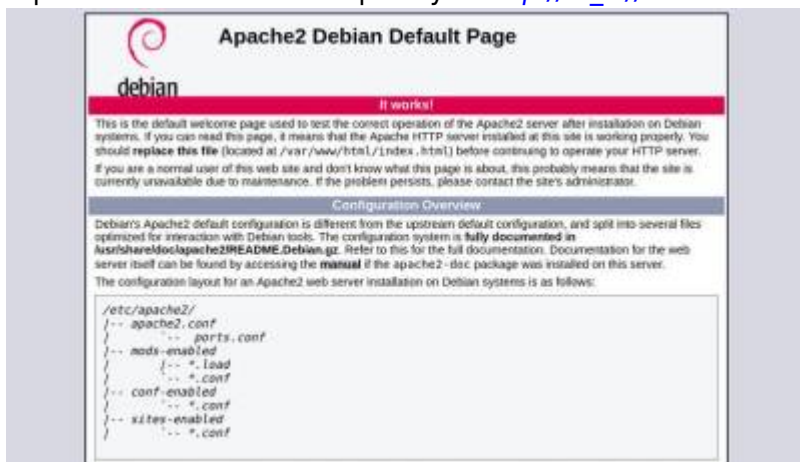 Apache2 Debian Default Page
debian
It works!
This is the default welcome page used to test the correct operation of the Apache2 server after installation on Debian
systems. If you can read this page, it means that the Apache HTTP server installed at this site is working properly. You
should replace this file (located at /var/www/html/index.html) before continuing to operate your HTTP server.
If you are a normal user of this web site and don't know what this page is about, this probably means that the site is
currently unavailable due to maintenance. If the problem persists, please contact the site's administrator.
Configuration Overview
Debian's Apache2 default configuration is different from the upstream default configuration, and split into several files
optimized for interaction with Debian tools. The configuration system is fully documented in
/usr/share/doc/apache2/README.Debian.gz. Refer to this for the full documentation. Documentation for the web
server itself can be found by accessing the manual if the apache2-doc package was installed on this server.
The configuration layout for an Apache2 web server installation on Debian systems is as follows:
/etc/apache2/
|-- apache2.conf
|       `--  ports.conf
|-- mods-enabled
|       |-- *.load
|       `-- *.conf
|-- conf-enabled
|       `-- *.conf
|-- sites-enabled
|       `-- *.conf